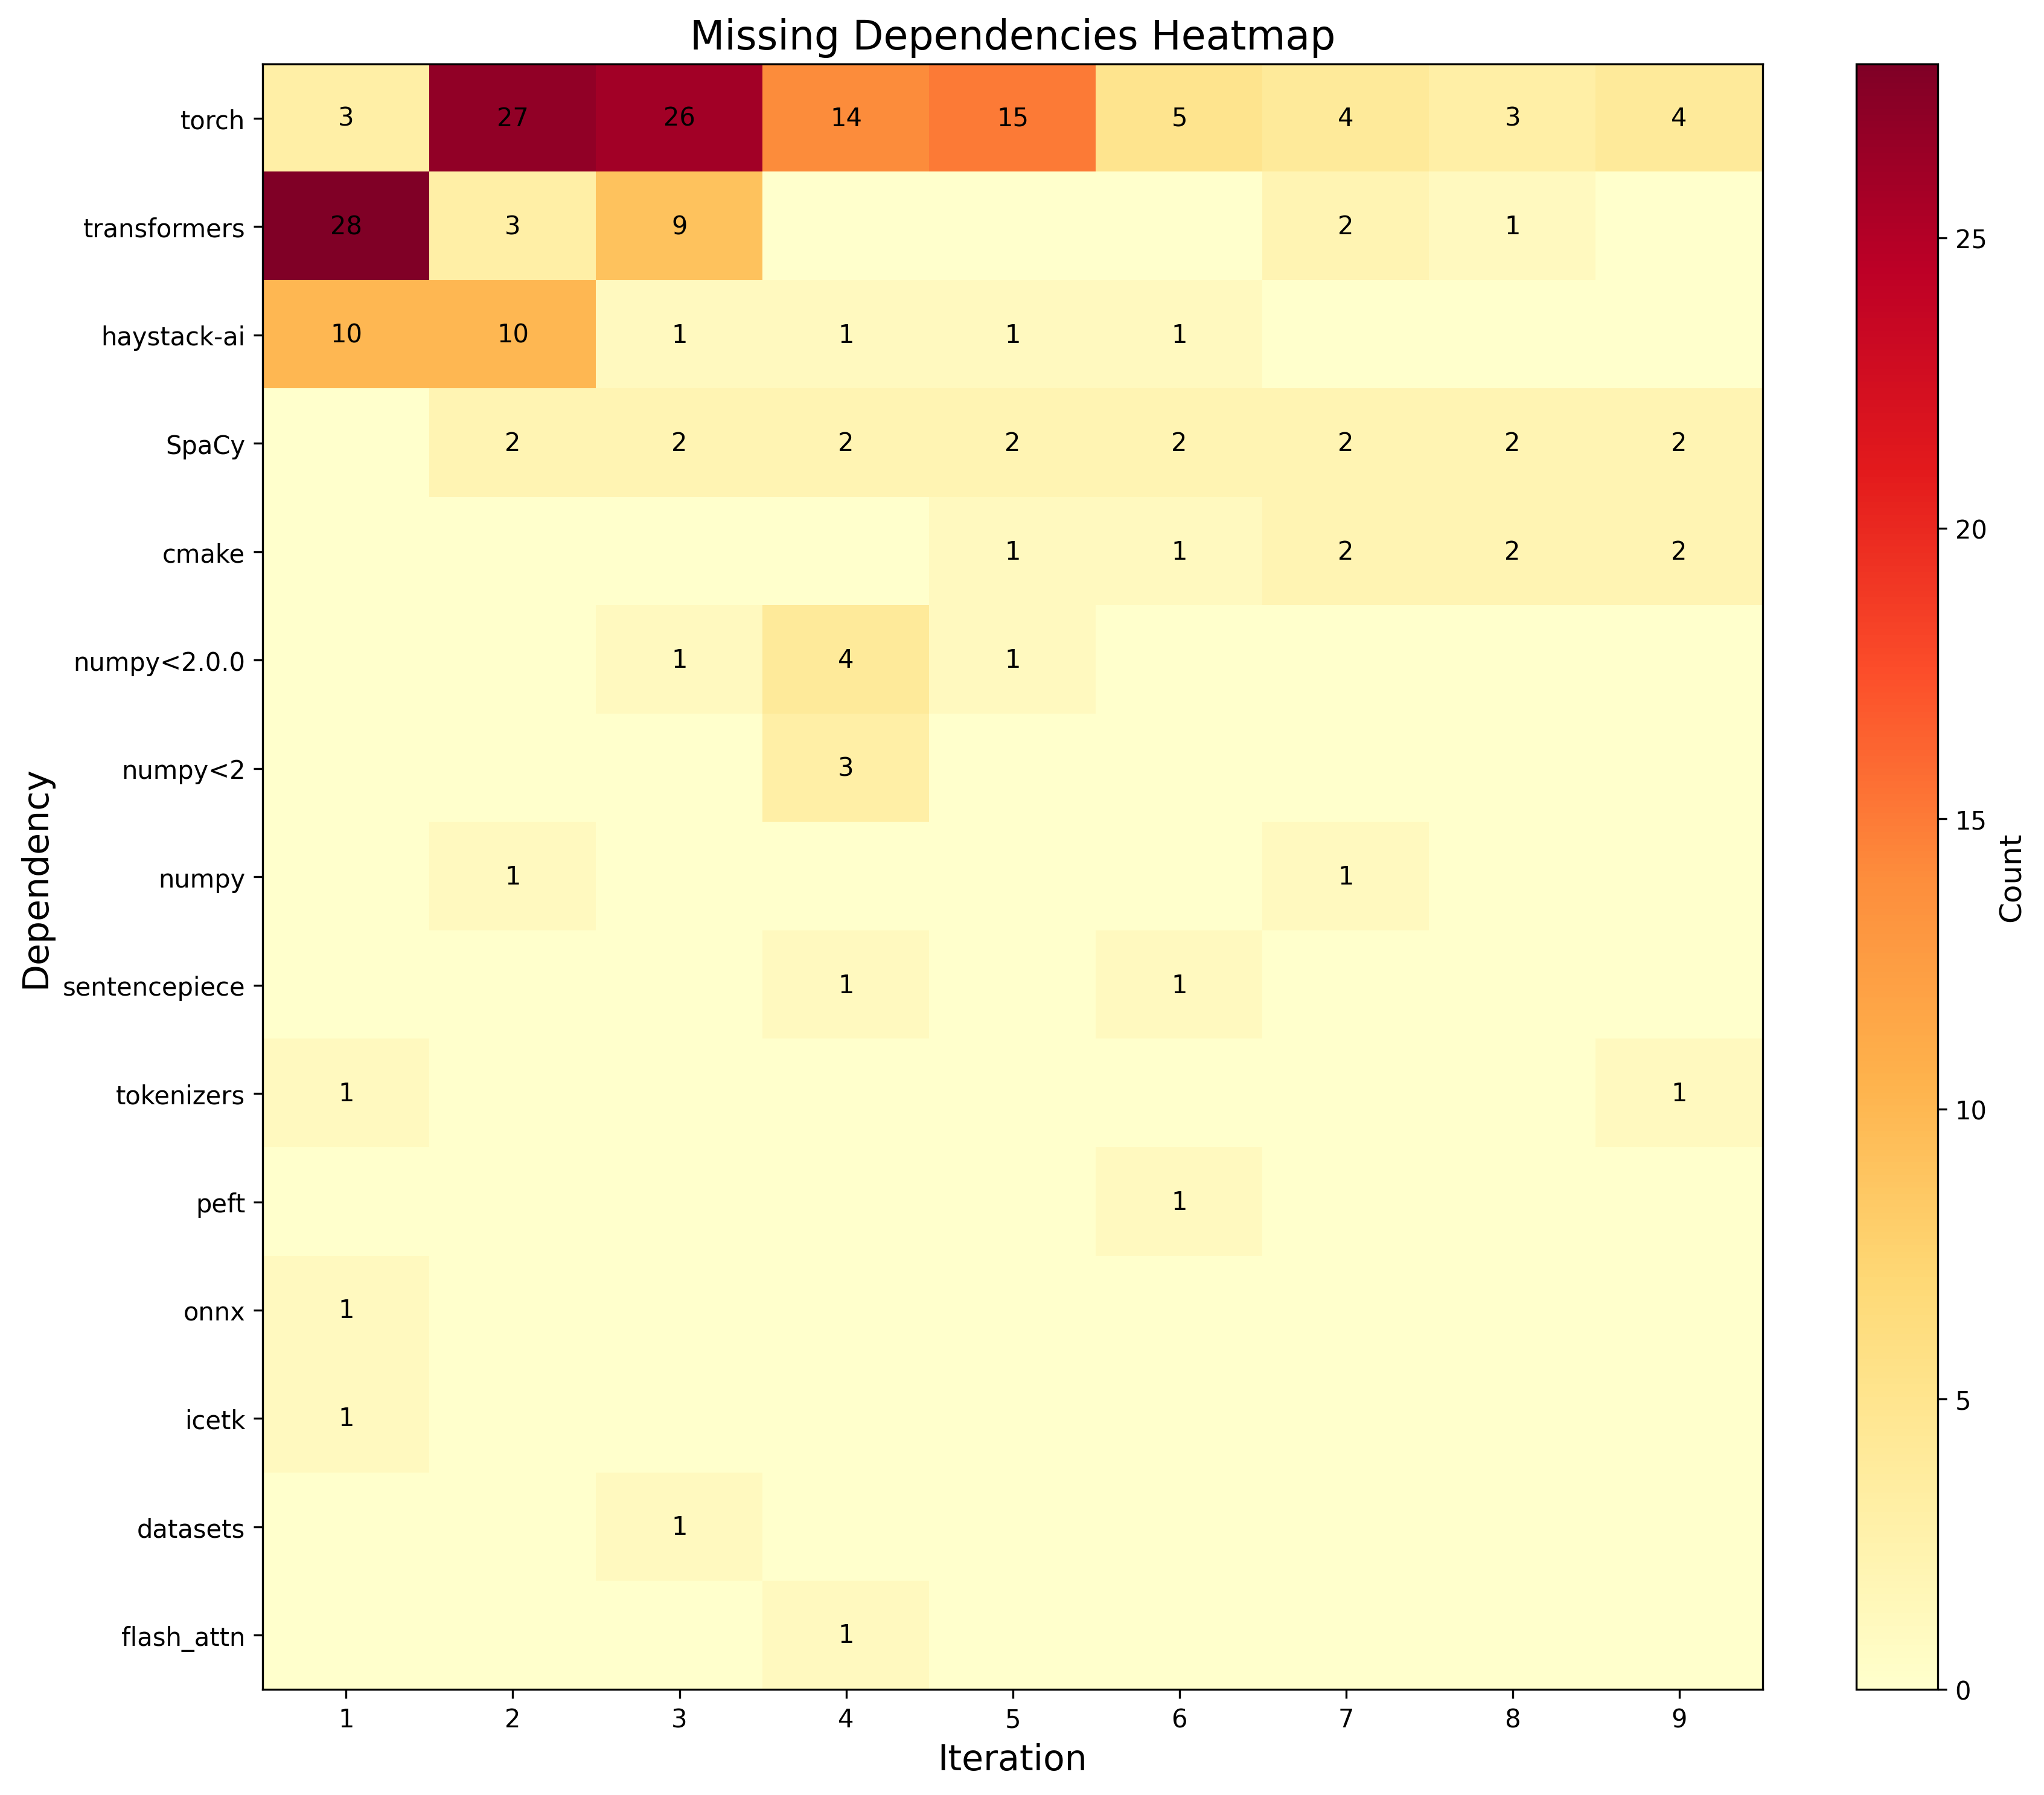 Missing Dependencies Heatmap
torch 3 27 26 14 15 5 4 3 4
transformers 28 3 9 2 1
haystack-ai 10 10 1 1 1 1
SpaCy 2 2 2 2 2 2 2 2
cmake 1 1 2 2 2
numpy<2.0.0 1 4 1
numpy<2 3
numpy 1 1
sentencepiece 1 1
tokenizers 1 1
peft 1
onnx 1
icetk 1
datasets 1
flash_attn 1
1 2 3 4 5 6 7 8 9
Iteration
Dependency
25
20
15
10
5
0
Count